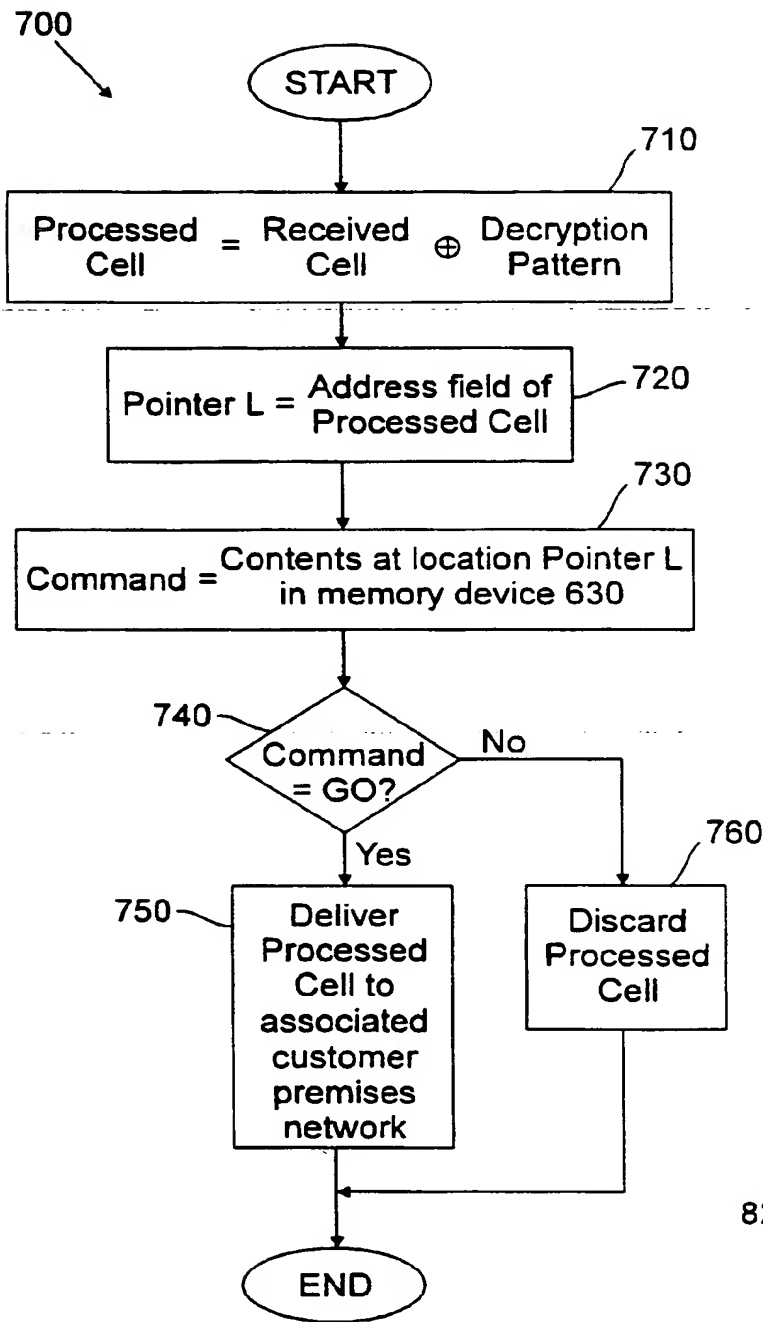 700
START
710
Processed Cell = Received Cell ⊕ Decryption Pattern
720
Pointer L = Address field of Processed Cell
730
Command = Contents at location Pointer L in memory device 630
740
Command
= GO?
No
Yes
750
Deliver
Processed
Cell to
associated
customer
premises
network
760
Discard
Processed
Cell
END